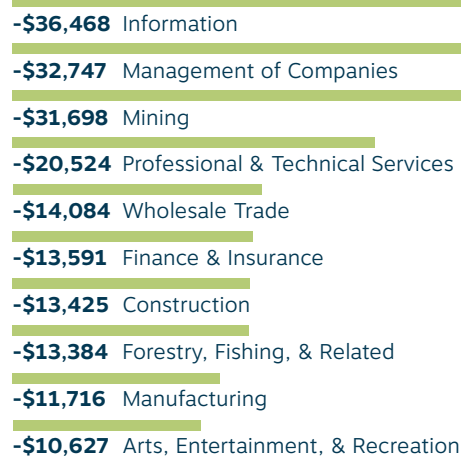 -$36,468 Information
-$32,747 Management of Companies
-$31,698 Mining
-$20,524 Professional & Technical Services
-$14,084 Wholesale Trade
-$13,591 Finance & Insurance
-$13,425 Construction
-$13,384 Forestry, Fishing, & Related
-$11,716 Manufacturing
-$10,627 Arts, Entertainment, & Recreation